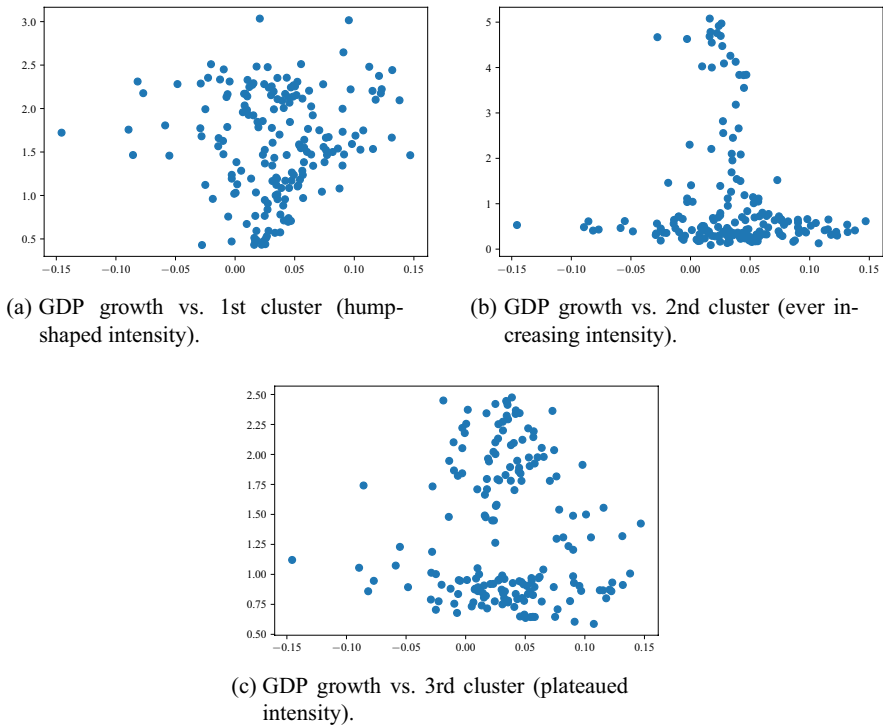 3.0
2.5
2.0
1.5
1.0
0.5
−0.15 −0.10 −0.05 0.00 0.05 0.10 0.15
(a) GDP growth vs. 1st cluster (hump-
shaped intensity).
5
4
3
2
1
0
−0.15 −0.10 −0.05 0.00 0.05 0.10 0.15
(b) GDP growth vs. 2nd cluster (ever in-
creasing intensity).
2.50
2.25
2.00
1.75
1.50
1.25
1.00
0.75
0.50
−0.15 −0.10 −0.05 0.00 0.05 0.10 0.15
(c) GDP growth vs. 3rd cluster (plateaued
intensity).